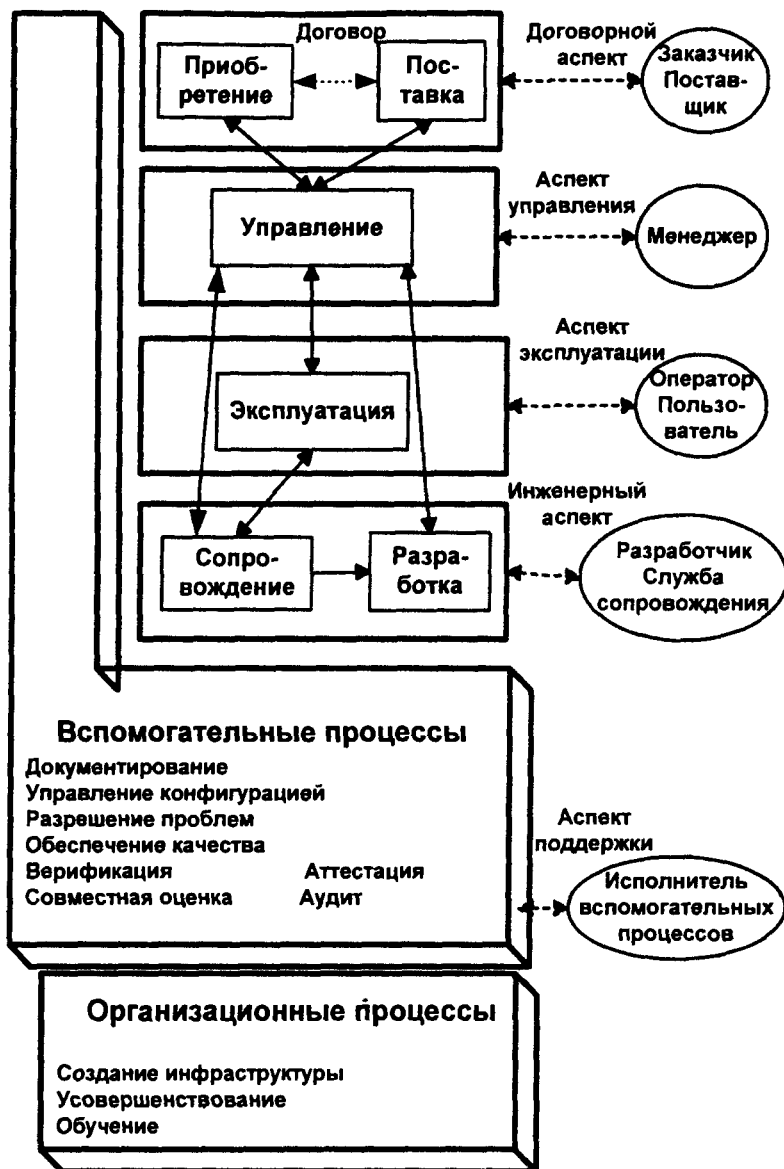 Договор
Приоб-
ретение
Пос-
тавка
Договорной
аспект
Заказчик
Постав-
щик
Управление
Аспект
управления
Менеджер
Эксплуатация
Аспект
эксплуатации
Оператор
Пользо-
ватель
Сопро-
вождение
Разра-
ботка
Инженерный
аспект
Разработчик
Служба
сопровождения
Вспомогательные процессы
Документирование
Управление конфигурацией
Разрешение проблем
Обеспечение качества
Верификация Аттестация
Совместная оценка Аудит
Аспект
поддержки
Исполнитель
вспомогательных
процессов
Организационные процессы
Создание инфраструктуры
Усовершенствование
Обучение